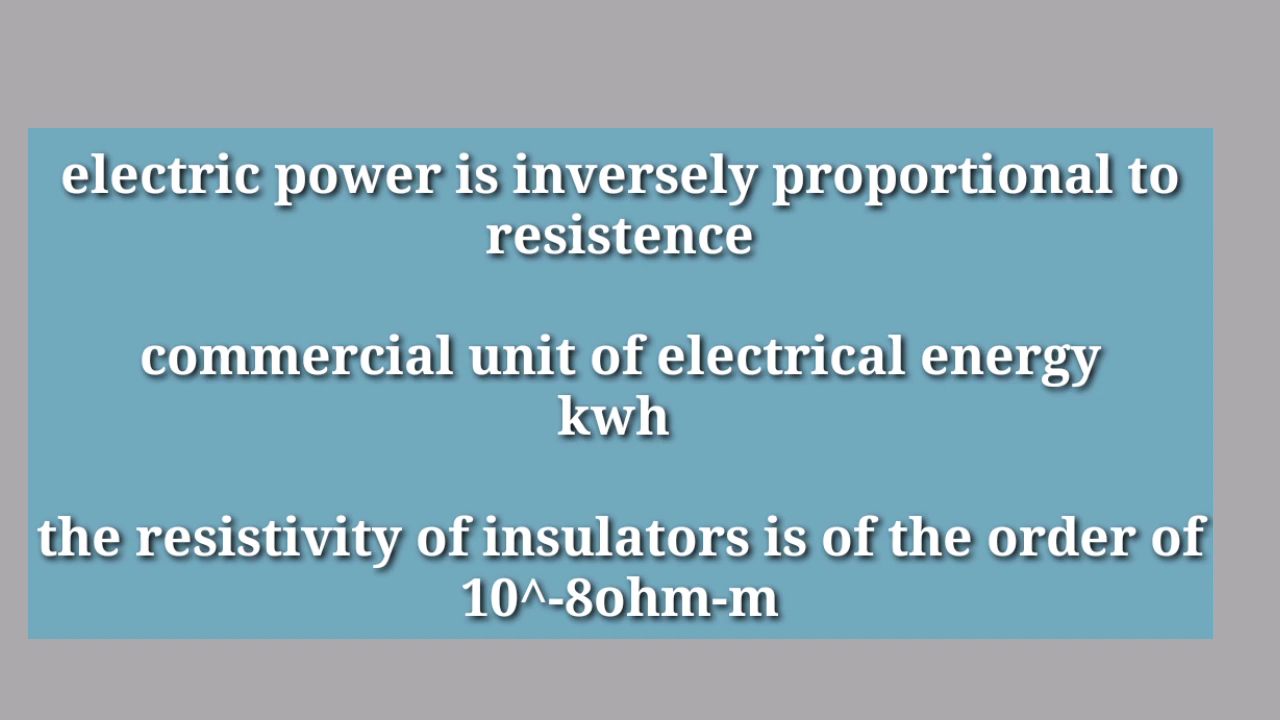 electric power is inversely proportional to
resistence
commercial unit of electrical energy
kwh
the resistivity of insulators is of the order of
10^-8ohm-m